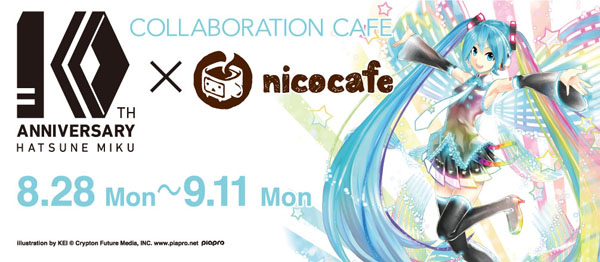 COLLABORATION CAFE
10TH
ANNIVERSARY
HATSUNE MIKU
× nicocafe
8.28 Mon~9.11 Mon
illustration by KEI © Crypton Future Media, INC. www.piapro.net piapro